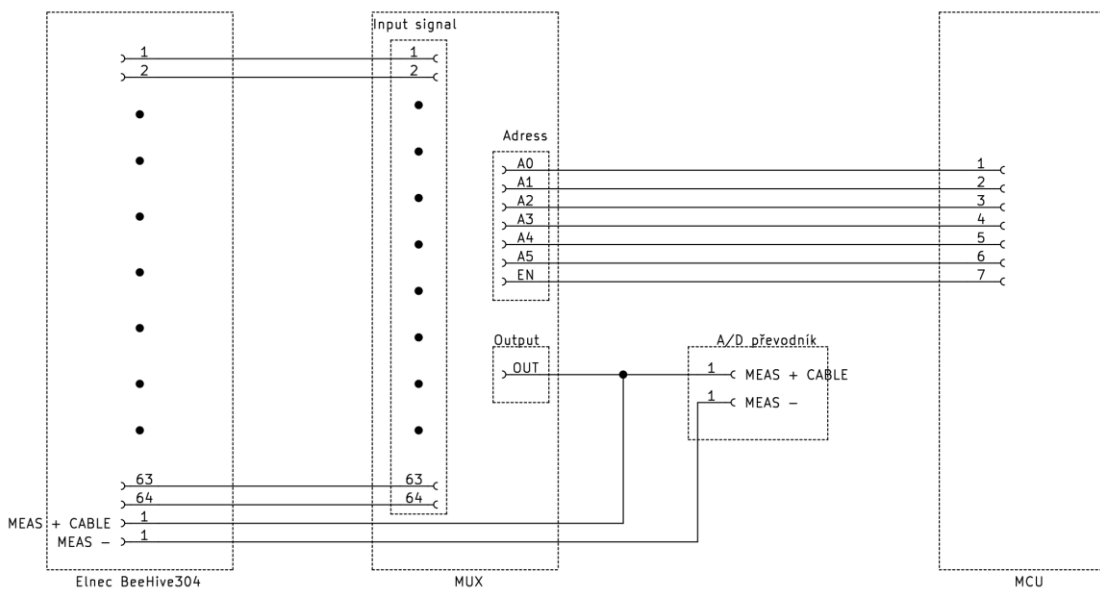 Input signal
1
2
63
64
1
1
MEAS + CABLE
MEAS -
Elnec BeeHive304
1
2
63
64
MUX
Adress
A0
A1
A2
A3
A4
A5
EN
Output
OUT
A/D převodník
1 MEAS + CABLE
1 MEAS -
1
2
3
4
5
6
7
MCU